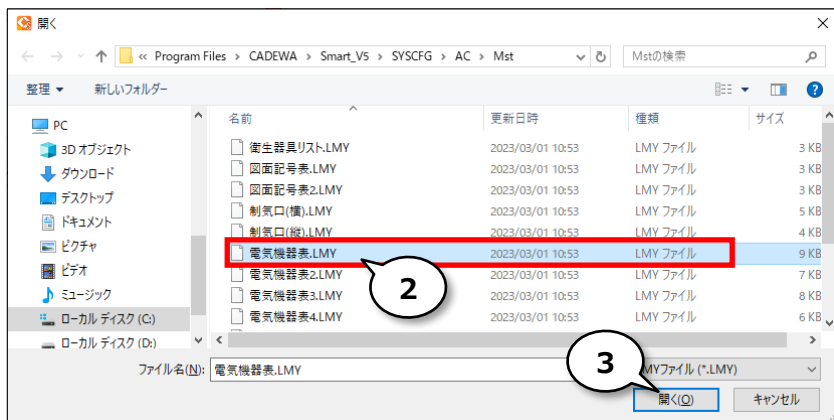 開く
« Program Files › CADEWA › Smart_V5 › SYSCFG › AC › Mst
Mstの検索
整理 ▼ 新しいフォルダー
名前 更新日時 種類 サイズ
PC
3D オブジェクト
ダウンロード
デスクトップ
ドキュメント
ピクチャ
ビデオ
ミュージック
ローカル ディスク (C:)
ローカル ディスク (D:)
衛生器具リスト.LMY 2023/03/01 10:53 LMY ファイル 3 KB
図面記号表.LMY 2023/03/01 10:53 LMY ファイル 3 KB
図面記号表2.LMY 2023/03/01 10:53 LMY ファイル 3 KB
制気口(横).LMY 2023/03/01 10:53 LMY ファイル 5 KB
制気口(縦).LMY 2023/03/01 10:53 LMY ファイル 4 KB
電気機器表.LMY 2023/03/01 10:53 LMY ファイル 9 KB
電気機器表2.LMY 2023/03/01 10:53 LMY ファイル 7 KB
電気機器表3.LMY 2023/03/01 10:53 LMY ファイル 8 KB
電気機器表4.LMY 2023/03/01 10:53 LMY ファイル 6 KB
2
3
ファイル名(N): 電気機器表.LMY
MYファイル (*.LMY)
開く(O) キャンセル